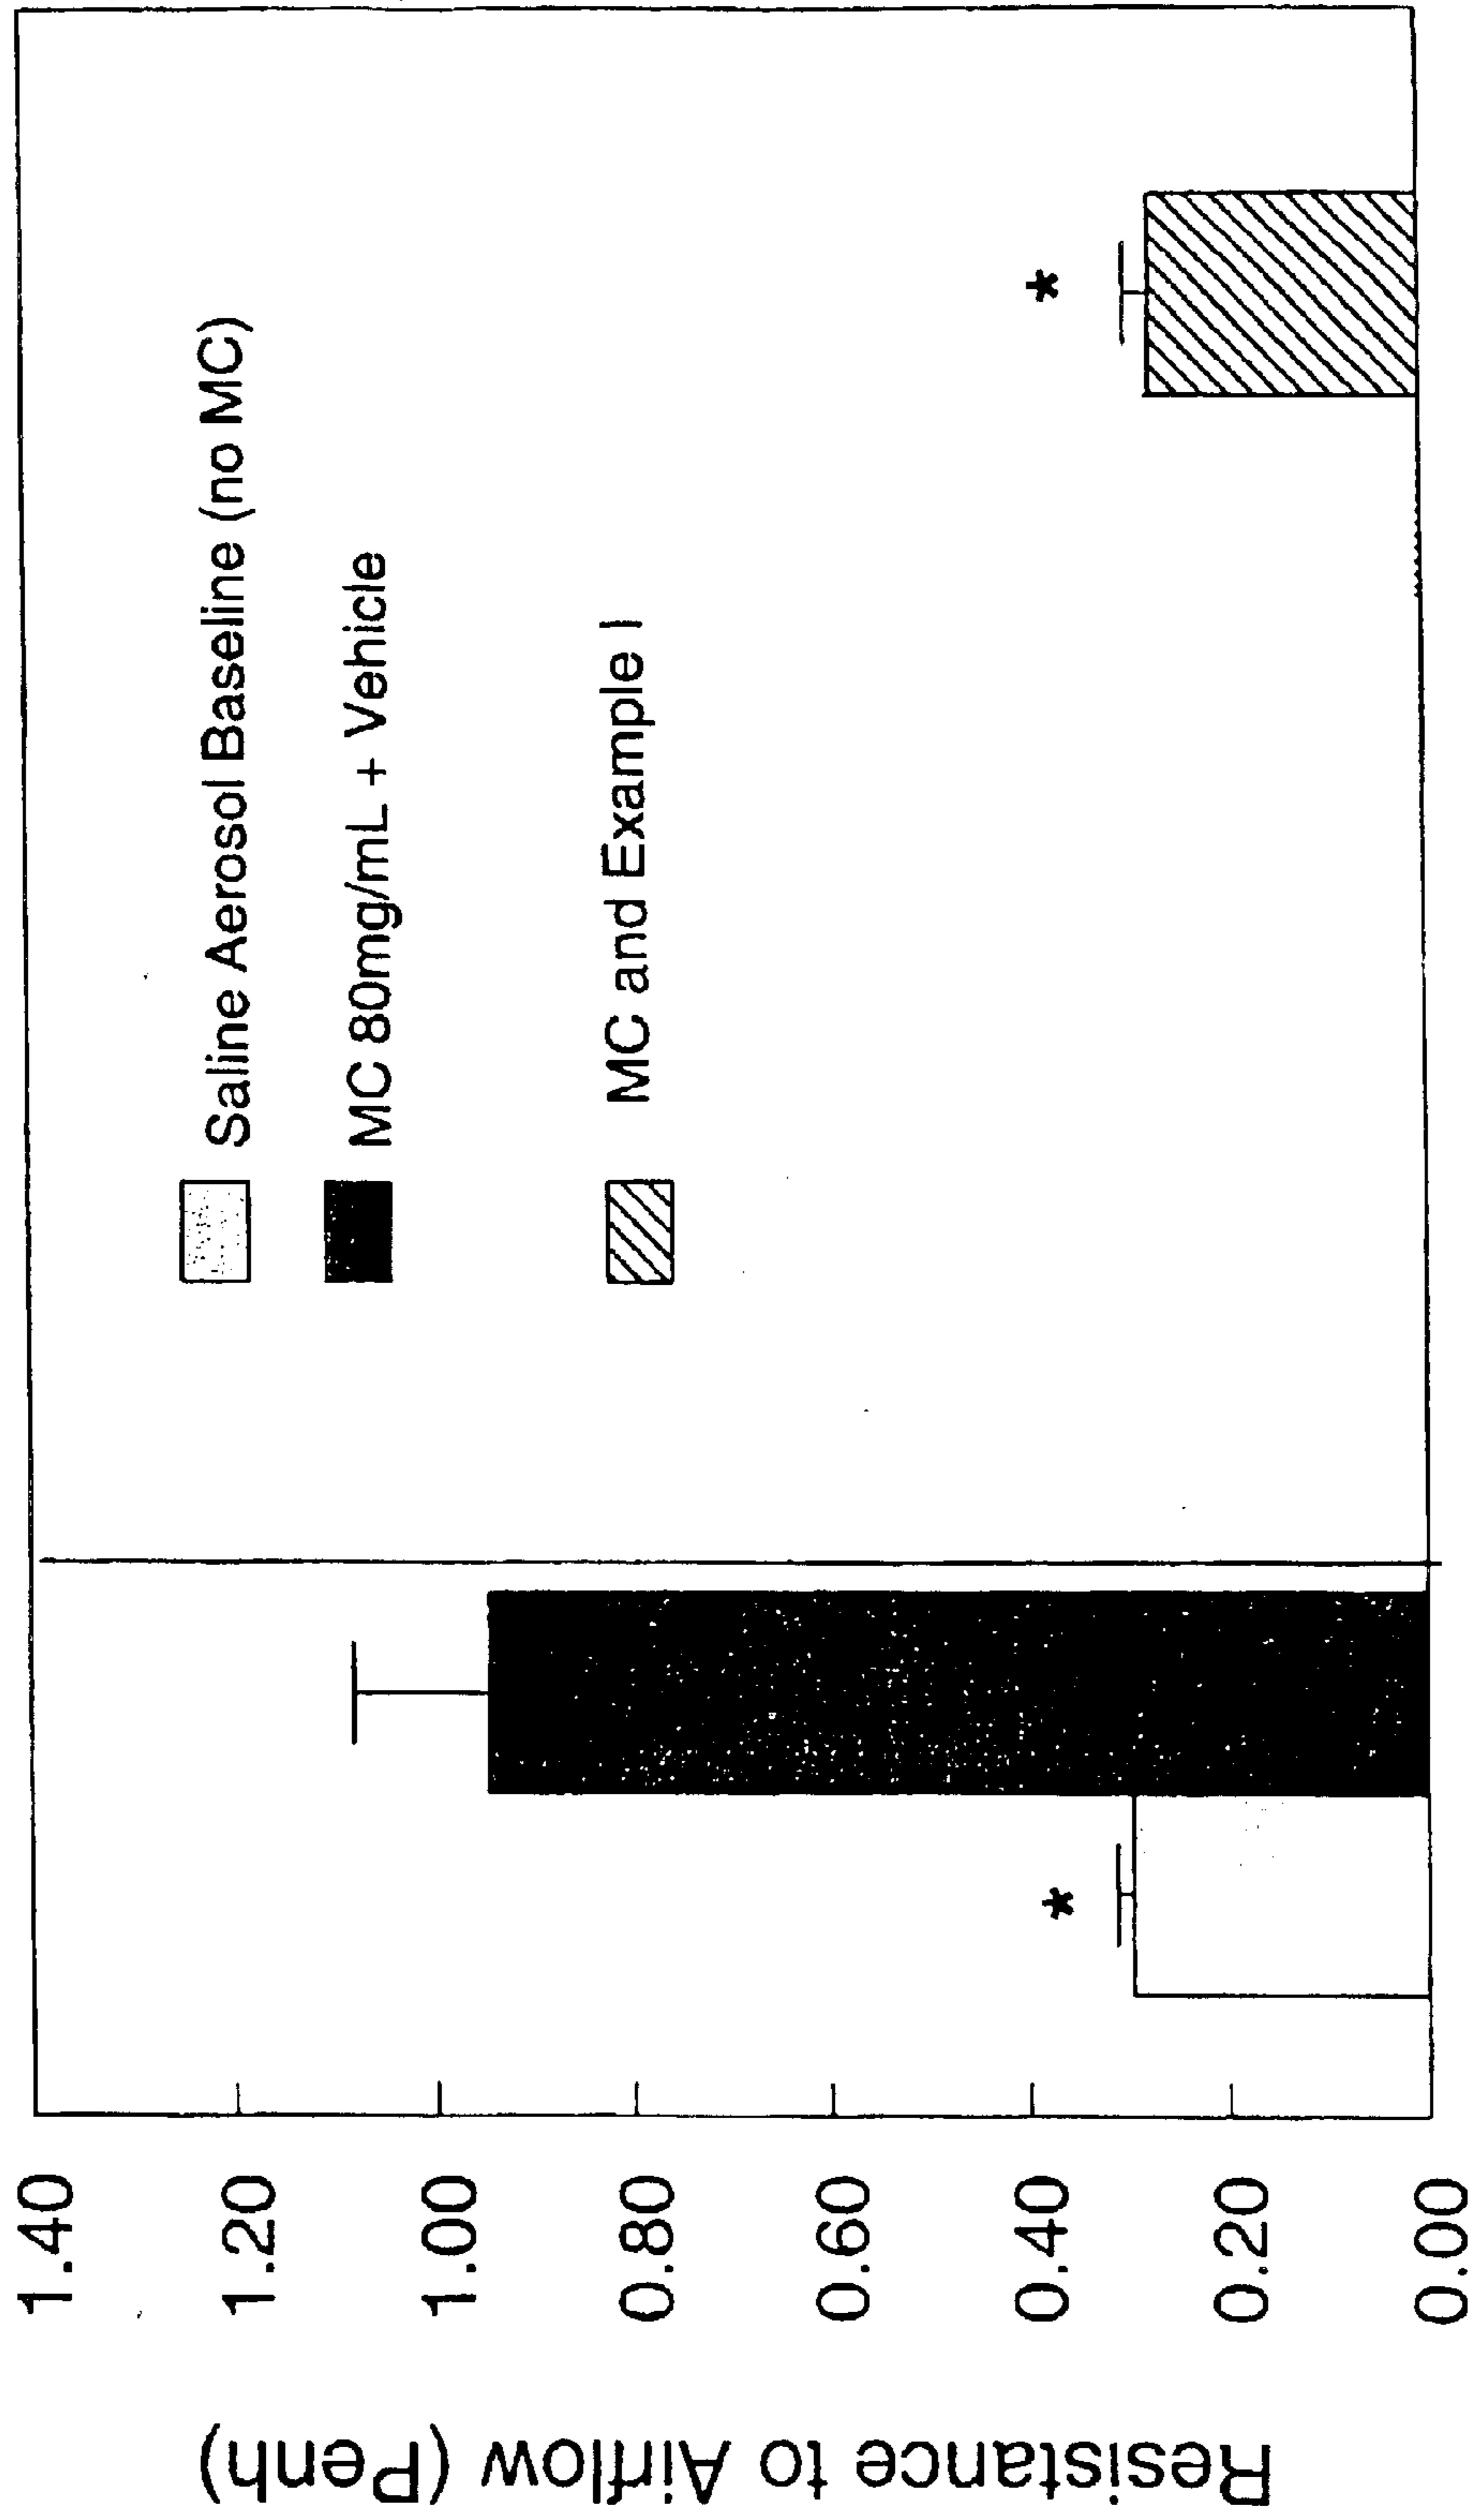 Resistance to Airflow (Penh)
1.40
1.20
1.00
0.80
0.60
0.40
0.20
0.00
Saline Aerosol Baseline (no MC)
MC 80mg/mL + Vehicle
MC and Example I
*
*